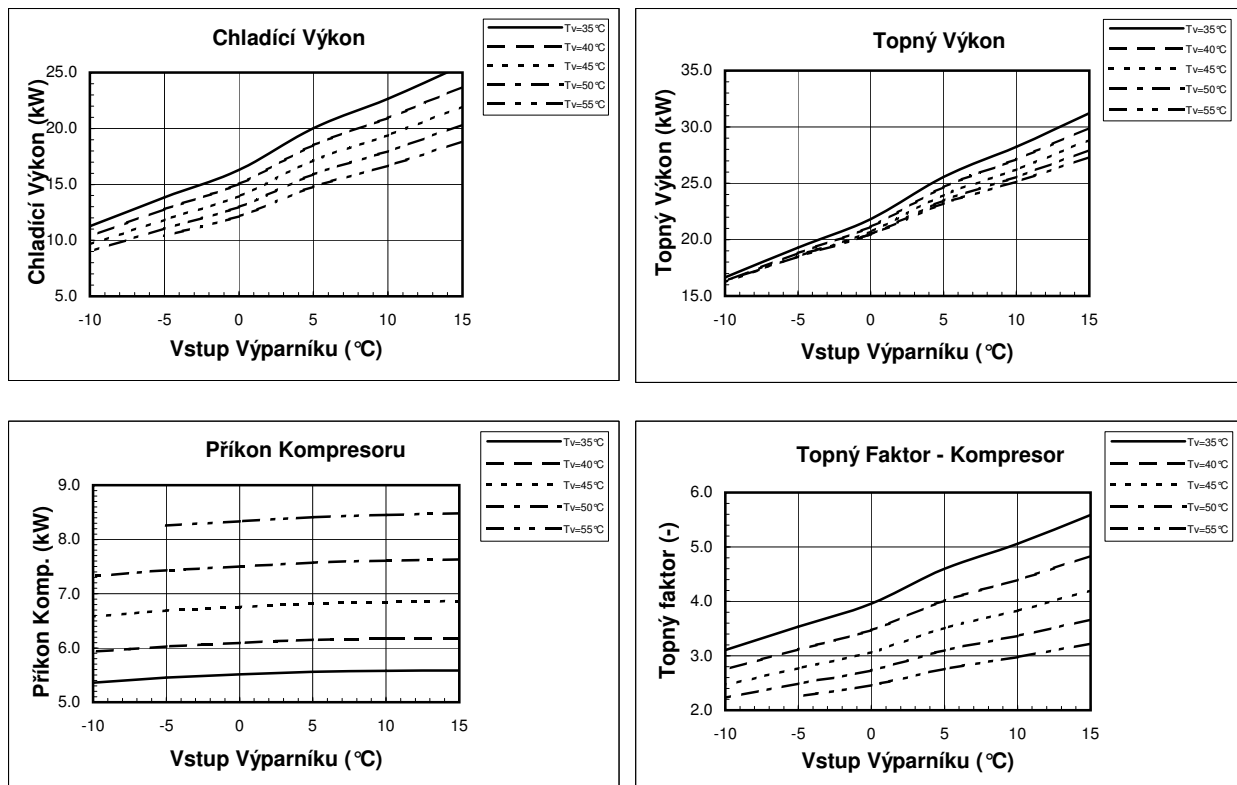 Chladící Výkon
Tv=35°C
Tv=40°C
Tv=45°C
Tv=50°C
Tv=55°C
Chladící Výkon (kW)
25.0
20.0
15.0
10.0
5.0
-10 -5 0 5 10 15
Vstup Výparníku (°C)
Topný Výkon
Tv=35°C
Tv=40°C
Tv=45°C
Tv=50°C
Tv=55°C
Topný Výkon (kW)
35.0
30.0
25.0
20.0
15.0
-10 -5 0 5 10 15
Vstup Výparníku (°C)
Příkon Kompresoru
Tv=35°C
Tv=40°C
Tv=45°C
Tv=50°C
Tv=55°C
Příkon Komp. (kW)
9.0
8.0
7.0
6.0
5.0
-10 -5 0 5 10 15
Vstup Výparníku (°C)
Topný Faktor - Kompresor
Tv=35°C
Tv=40°C
Tv=45°C
Tv=50°C
Tv=55°C
Topný faktor (-)
6.0
5.0
4.0
3.0
2.0
-10 -5 0 5 10 15
Vstup Výparníku (°C)